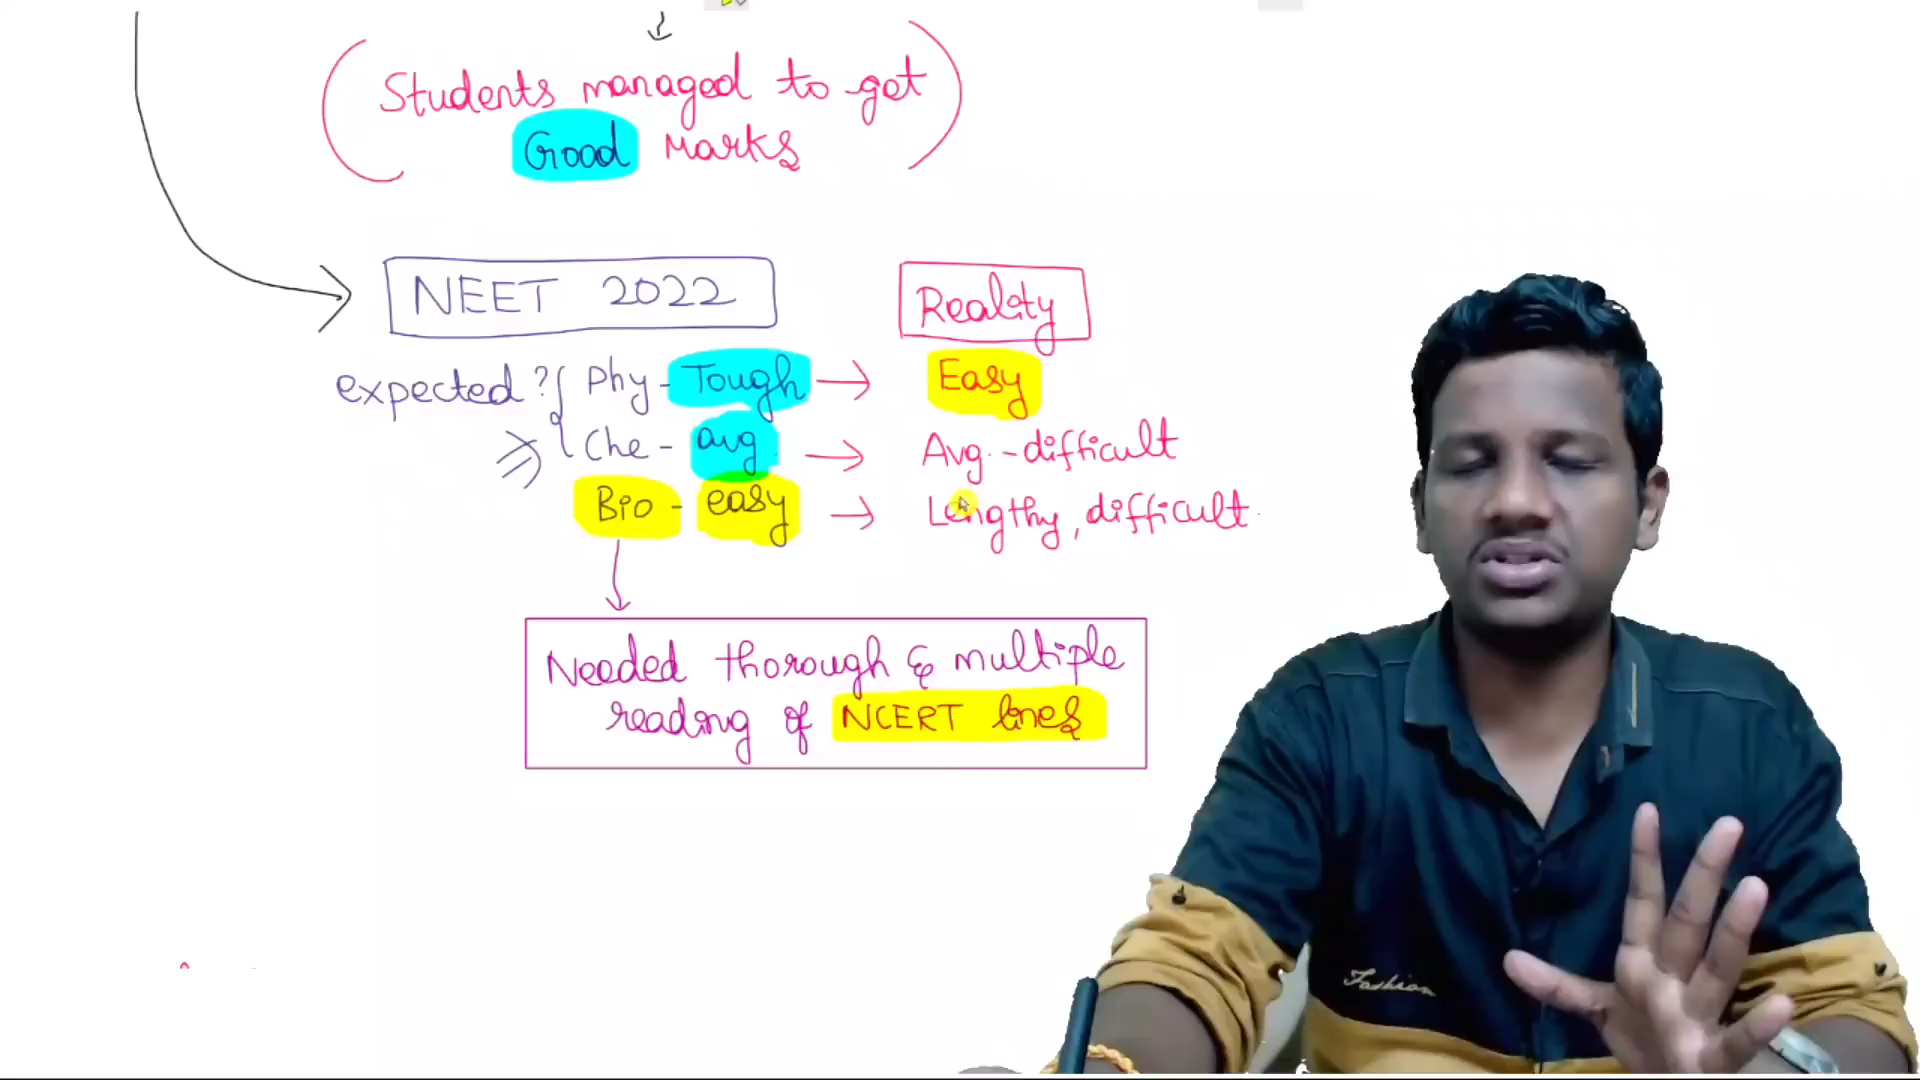 (Students managed to get
Good Marks)
NEET 2022
Reality
expected? { Phy - Tough → Easy
Che - avg → Avg. - difficult
Bio - easy → Lengthy, difficult.
Needed thorough & multiple
reading of NCERT lines
Fashion